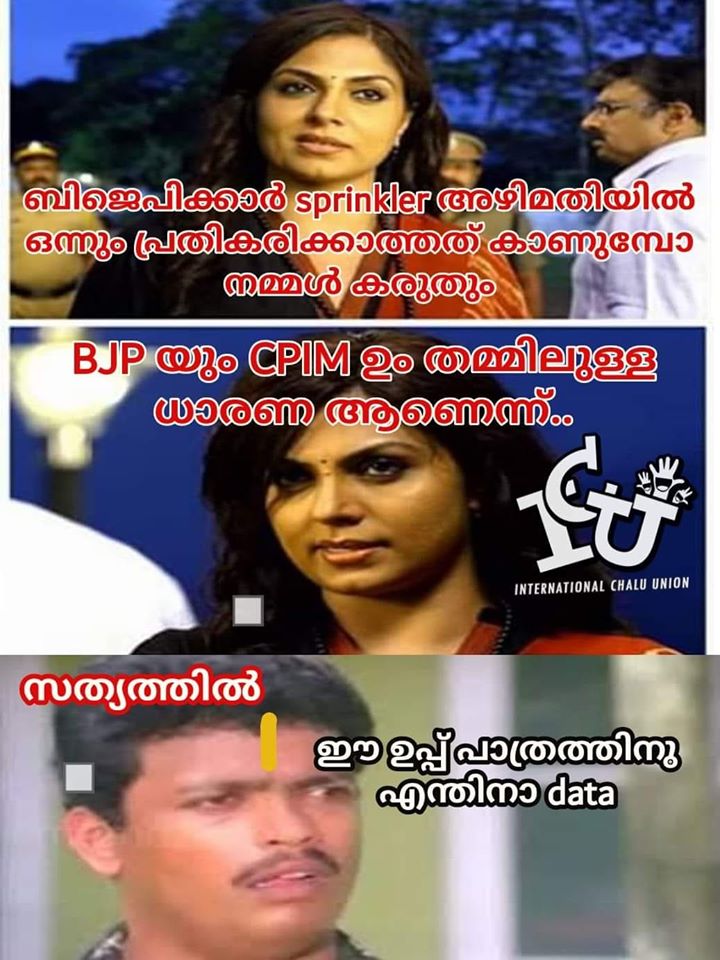 ബിജെപിക്കാർ sprinkler അഴിമതിയിൽ
ഒന്നും പ്രതികരിക്കാത്തത് കാണുമ്പോ
നമ്മൾ കരുതും
BJP യും CPIM ഉം തമ്മിലുള്ള
ധാരണ ആണെന്ന്..
ICU
INTERNATIONAL CHALU UNION
സത്യത്തിൽ
ഈ ഉപ്പ് പാത്രത്തിനു
എന്തിനാ data